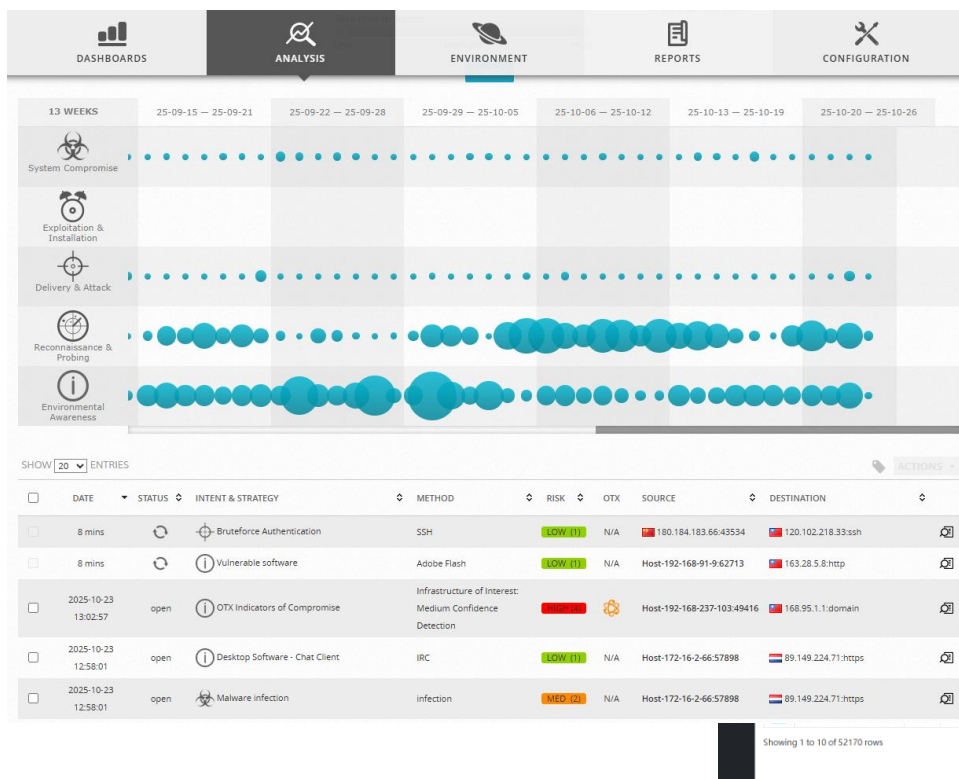 DASHBOARDS
ANALYSIS
ENVIRONMENT
REPORTS
CONFIGURATION
13 WEEKS 25-09-15 — 25-09-21 25-09-22 — 25-09-28 25-09-29 — 25-10-05 25-10-06 — 25-10-12 25-10-13 — 25-10-19 25-10-20 — 25-10-26
System Compromise
Exploitation &
Installation
Delivery & Attack
Reconnaissance &
Probing
Environmental
Awareness
SHOW 20 ENTRIES ACTIONS
DATE STATUS INTENT & STRATEGY METHOD RISK OTX SOURCE DESTINATION
8 mins Bruteforce Authentication SSH LOW (1) N/A 180.184.183.66:43534 120.102.218.33:ssh
8 mins Vulnerable software Adobe Flash LOW (1) N/A Host-192-168-91-9:62713 163.28.5.8:http
2025-10-23
13:02:57
open OTX Indicators of Compromise
Infrastructure of Interest:
Medium Confidence
Detection
HIGH (4) Host-192-168-237-103:49416 168.95.1.1:domain
2025-10-23
12:58:01
open Desktop Software - Chat Client IRC LOW (1) N/A Host-172-16-2-66:57898 89.149.224.71:https
2025-10-23
12:58:01
open Malware infection infection MED (2) N/A Host-172-16-2-66:57898 89.149.224.71:https
Showing 1 to 10 of 52170 rows